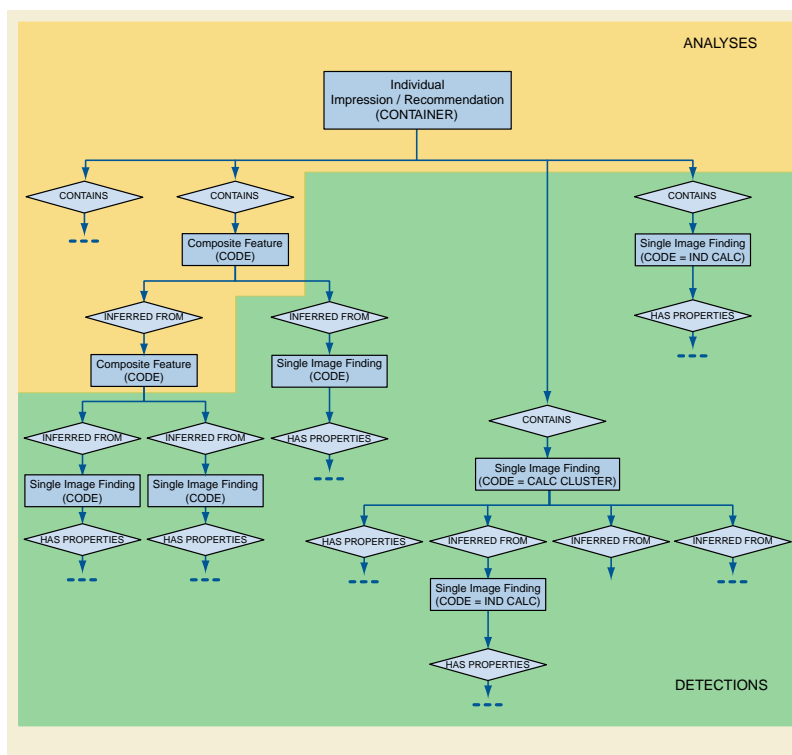 ANALYSES
Individual
Impression / Recommendation
(CONTAINER)
CONTAINS
CONTAINS
CONTAINS
Composite Feature
(CODE)
Single Image Finding
(CODE = IND CALC)
INFERRED FROM
INFERRED FROM
HAS PROPERTIES
Composite Feature
(CODE)
Single Image Finding
(CODE)
CONTAINS
INFERRED FROM
INFERRED FROM
HAS PROPERTIES
Single Image Finding
(CODE)
Single Image Finding
(CODE)
Single Image Finding
(CODE = CALC CLUSTER)
HAS PROPERTIES
HAS PROPERTIES
HAS PROPERTIES
INFERRED FROM
INFERRED FROM
INFERRED FROM
Single Image Finding
(CODE = IND CALC)
HAS PROPERTIES
DETECTIONS